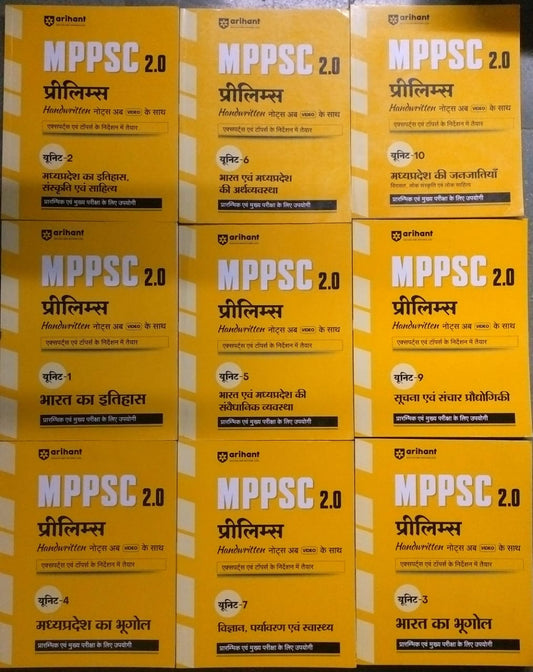 arihant
MPPSC 2.0
प्रीलिम्स
Handwritten नोट्स अब VIDEO के साथ
एक्सपर्ट्स एवं टॉपर्स के निर्देशन में तैयार
यूनिट-2
मध्यप्रदेश का इतिहास,
संस्कृति एवं साहित्य
प्रारम्भिक एवं मुख्य परीक्षा के लिए उपयोगी
arihant
MPPSC 2.0
प्रीलिम्स
Handwritten नोट्स अब VIDEO के साथ
एक्सपर्ट्स एवं टॉपर्स के निर्देशन में तैयार
यूनिट-6
भारत एवं मध्यप्रदेश
की अर्थव्यवस्था
प्रारम्भिक एवं मुख्य परीक्षा के लिए उपयोगी
arihant
MPPSC 2.0
प्रीलिम्स
Handwritten नोट्स अब VIDEO के साथ
एक्सपर्ट्स एवं टॉपर्स के निर्देशन में तैयार
यूनिट-10
मध्यप्रदेश की जनजातियाँ
विरासत, लोक संस्कृति एवं लोक साहित्य
प्रारम्भिक एवं मुख्य परीक्षा के लिए उपयोगी
arihant
MPPSC 2.0
प्रीलिम्स
Handwritten नोट्स अब VIDEO के साथ
एक्सपर्ट्स एवं टॉपर्स के निर्देशन में तैयार
यूनिट-1
भारत का इतिहास
प्रारम्भिक एवं मुख्य परीक्षा के लिए उपयोगी
arihant
MPPSC 2.0
प्रीलिम्स
Handwritten नोट्स अब VIDEO के साथ
एक्सपर्ट्स एवं टॉपर्स के निर्देशन में तैयार
यूनिट-5
भारत एवं मध्यप्रदेश की
संवैधानिक व्यवस्था
प्रारम्भिक एवं मुख्य परीक्षा के लिए उपयोगी
arihant
MPPSC 2.0
प्रीलिम्स
Handwritten नोट्स अब VIDEO के साथ
एक्सपर्ट्स एवं टॉपर्स के निर्देशन में तैयार
यूनिट-9
सूचना एवं संचार प्रौद्योगिकी
प्रारम्भिक एवं मुख्य परीक्षा के लिए उपयोगी
arihant
MPPSC 2.0
प्रीलिम्स
Handwritten नोट्स अब VIDEO के साथ
एक्सपर्ट्स एवं टॉपर्स के निर्देशन में तैयार
यूनिट-4
मध्यप्रदेश का भूगोल
प्रारम्भिक एवं मुख्य परीक्षा के लिए उपयोगी
arihant
MPPSC 2.0
प्रीलिम्स
Handwritten नोट्स अब VIDEO के साथ
एक्सपर्ट्स एवं टॉपर्स के निर्देशन में तैयार
यूनिट-7
विज्ञान, पर्यावरण एवं स्वास्थ्य
प्रारम्भिक एवं मुख्य परीक्षा के लिए उपयोगी
arihant
MPPSC 2.0
प्रीलिम्स
Handwritten नोट्स अब VIDEO के साथ
एक्सपर्ट्स एवं टॉपर्स के निर्देशन में तैयार
यूनिट-3
भारत का भूगोल
प्रारम्भिक एवं मुख्य परीक्षा के लिए उपयोगी